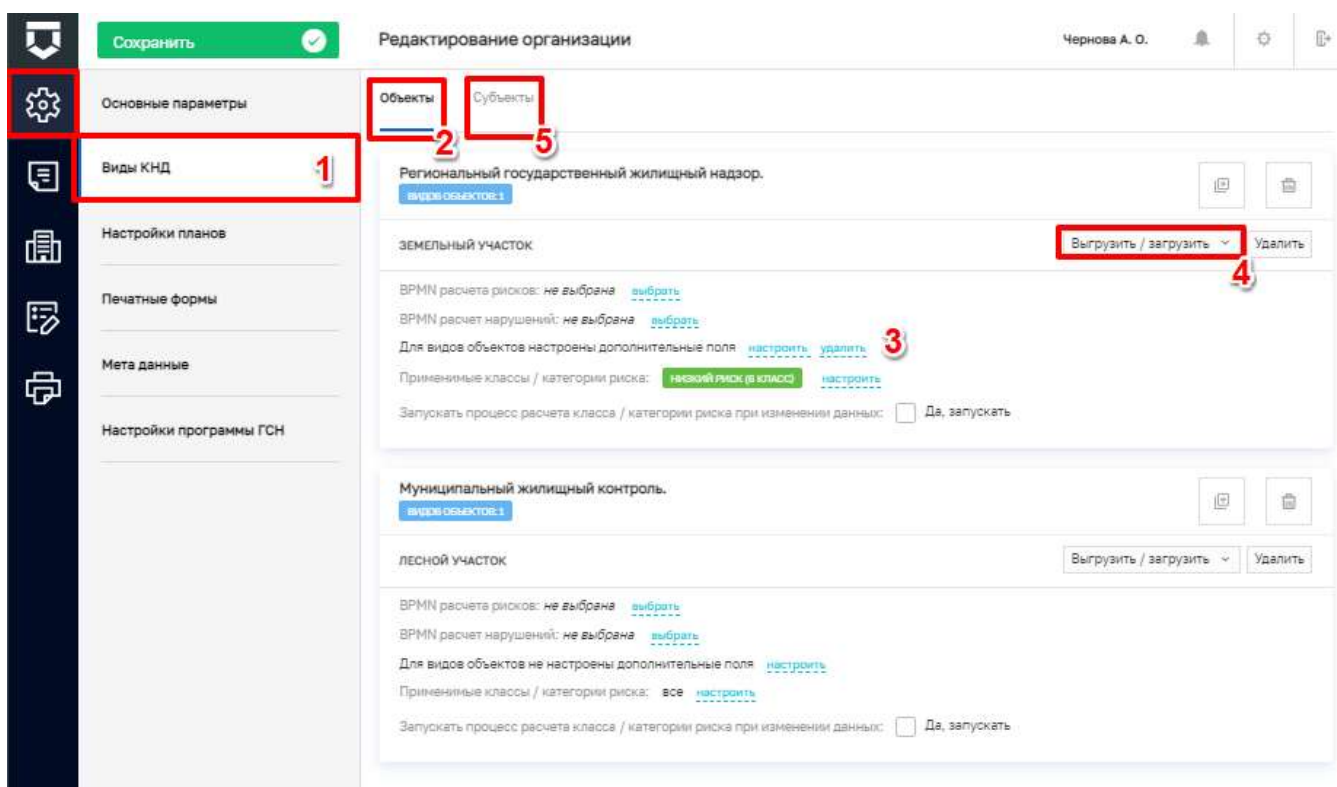 Сохранить
Редактирование организации
Чернова А. О.
Основные параметры
Объекты
Субъекты
2
5
Виды КНД
1
Региональный государственный жилищный надзор.
ВИДОВ ОБЪЕКТОВ: 1
Настройки планов
ЗЕМЕЛЬНЫЙ УЧАСТОК
Выгрузить / загрузить
Удалить
4
Печатные формы
BPMN расчета рисков: не выбрана выбрать
BPMN расчет нарушений: не выбрана выбрать
Для видов объектов настроены дополнительные поля настроить удалить 3
Мета данные
Применимые классы / категории риска: НИЗКИЙ РИСК (6 КЛАСС) настроить
Запускать процесс расчета класса / категории риска при изменении данных: Да, запускать
Настройки программы ГСН
Муниципальный жилищный контроль.
ВИДОВ ОБЪЕКТОВ: 1
ЛЕСНОЙ УЧАСТОК
Выгрузить / загрузить
Удалить
BPMN расчета рисков: не выбрана выбрать
BPMN расчет нарушений: не выбрана выбрать
Для видов объектов не настроены дополнительные поля настроить
Применимые классы / категории риска: все настроить
Запускать процесс расчета класса / категории риска при изменении данных: Да, запускать